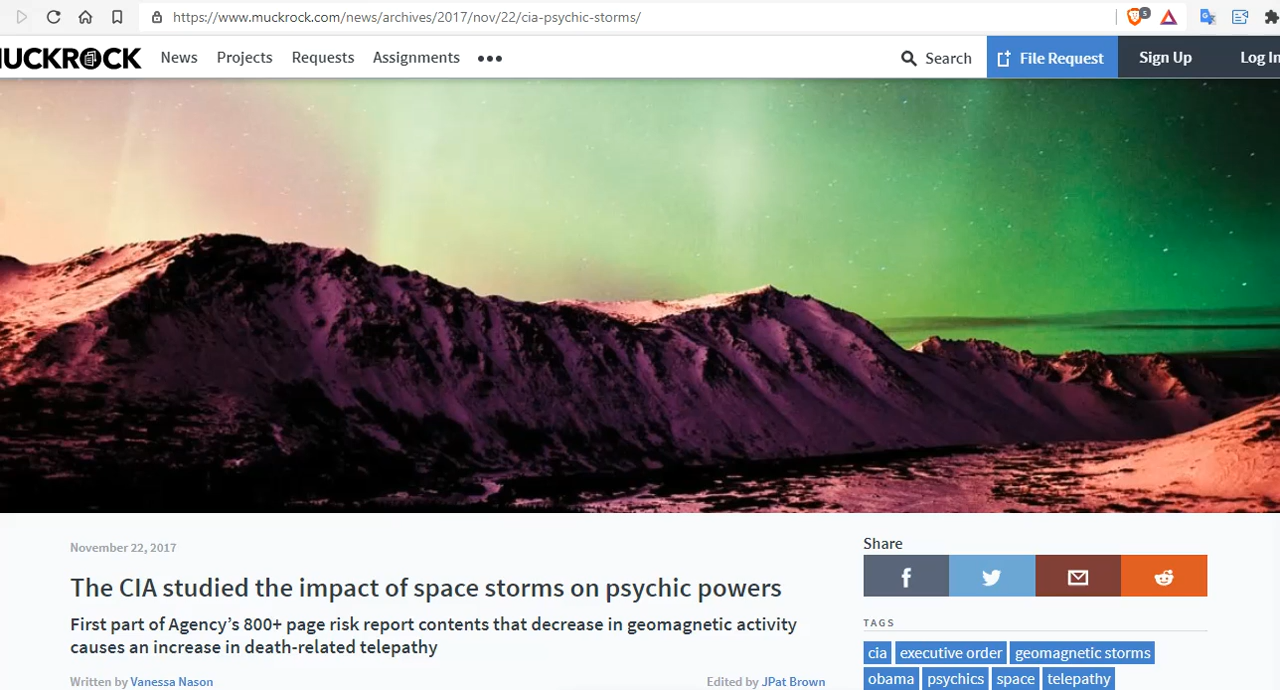 https://www.muckrock.com/news/archives/2017/nov/22/cia-psychic-storms/
5
MUCKROCK News Projects Requests Assignments ••• Search File Request Sign Up Log In
November 22, 2017
The CIA studied the impact of space storms on psychic powers
First part of Agency's 800+ page risk report contents that decrease in geomagnetic activity
causes an increase in death-related telepathy
Written by Vanessa Nason Edited by JPat Brown
Share
TAGS
cia executive order geomagnetic storms
obama psychics space telepathy